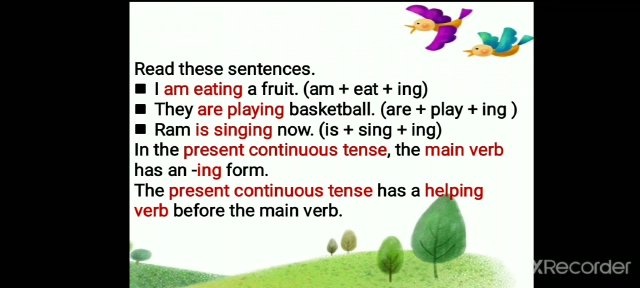 Read these sentences.
■ I am eating a fruit. (am + eat + ing)
■ They are playing basketball. (are + play + ing )
■ Ram is singing now. (is + sing + ing)
In the present continuous tense, the main verb
has an -ing form.
The present continuous tense has a helping
verb before the main verb.
XRecorder